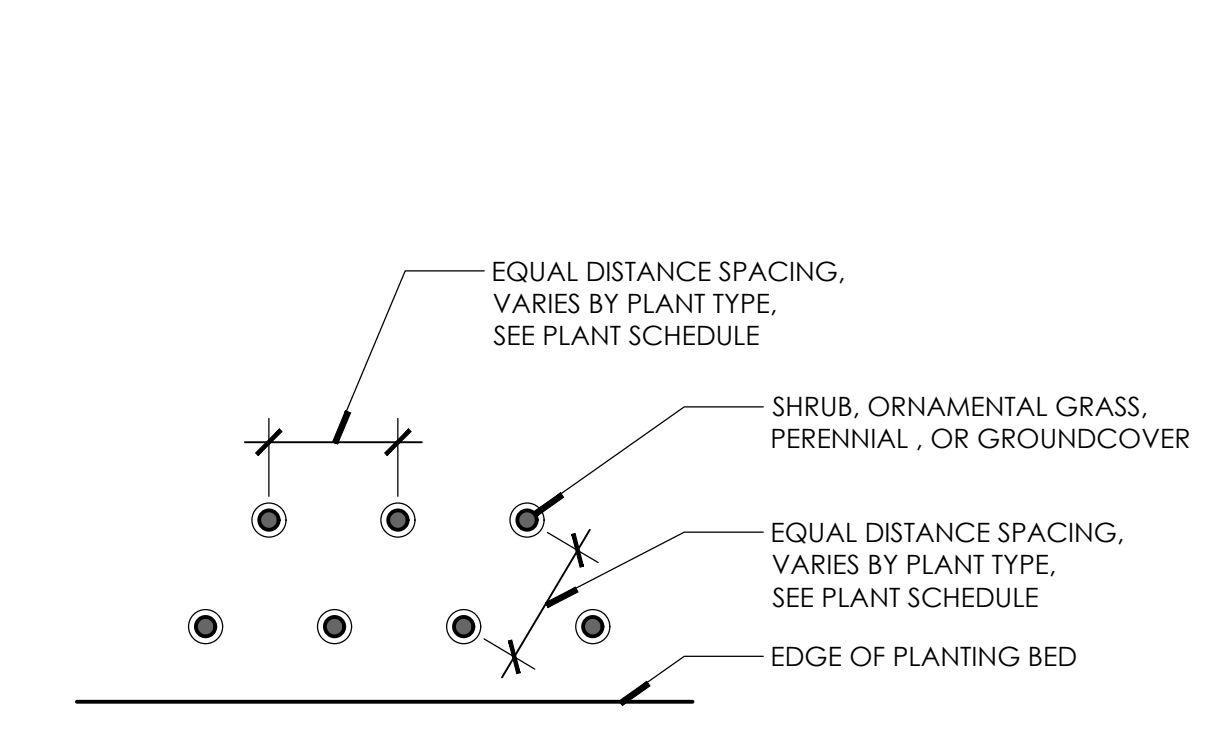 EQUAL DISTANCE SPACING,
VARIES BY PLANT TYPE,
SEE PLANT SCHEDULE
SHRUB, ORNAMENTAL GRASS,
PERENNIAL , OR GROUNDCOVER
EQUAL DISTANCE SPACING,
VARIES BY PLANT TYPE,
SEE PLANT SCHEDULE
EDGE OF PLANTING BED